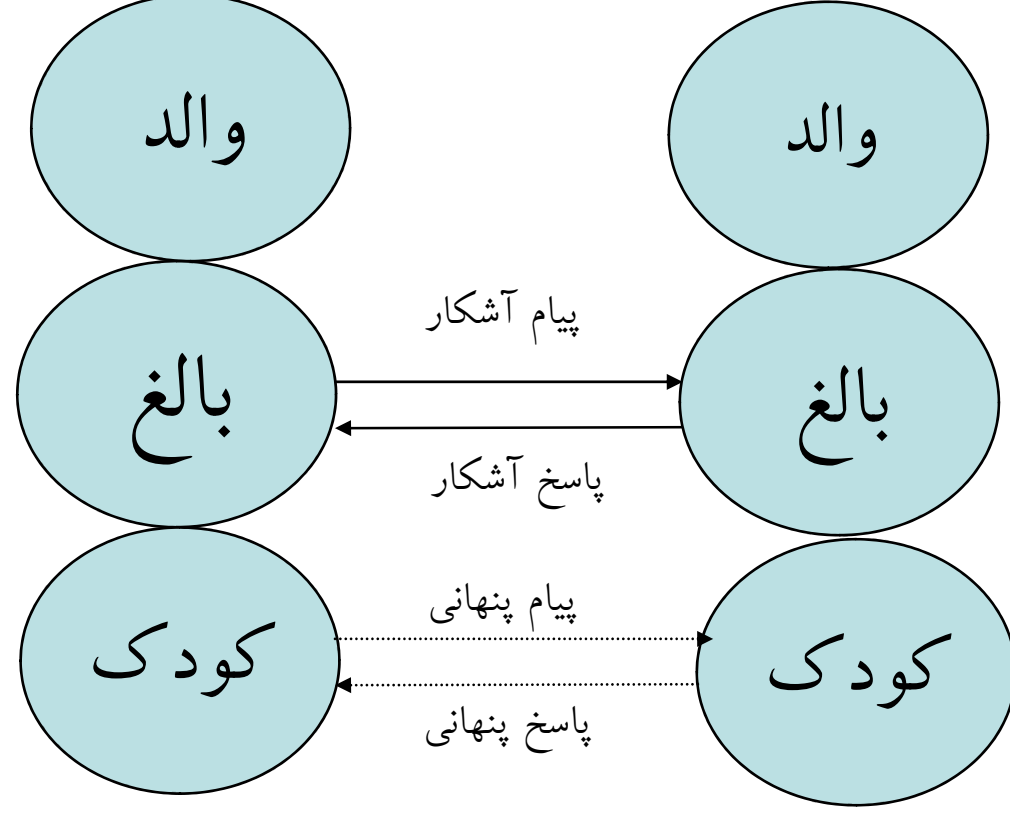 والد
والد
پیام آشکار
بالغ
بالغ
پاسخ آشکار
پیام پنهانی
کودک
کودک
پاسخ پنهانی